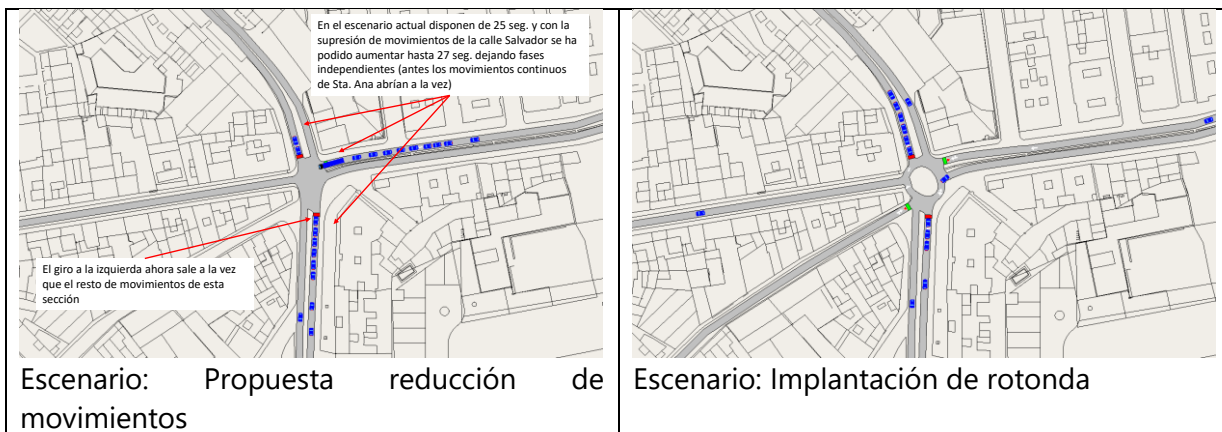 En el escenario actual disponen de 25 seg. y con la
supresión de movimientos de la calle Salvador se ha
podido aumentar hasta 27 seg. dejando fases
independientes (antes los movimientos continuos
de Sta. Ana abrían a la vez)
El giro a la izquierda ahora sale a la vez
que el resto de movimientos de esta
sección
Escenario: Propuesta reducción de
movimientos
Escenario: Implantación de rotonda